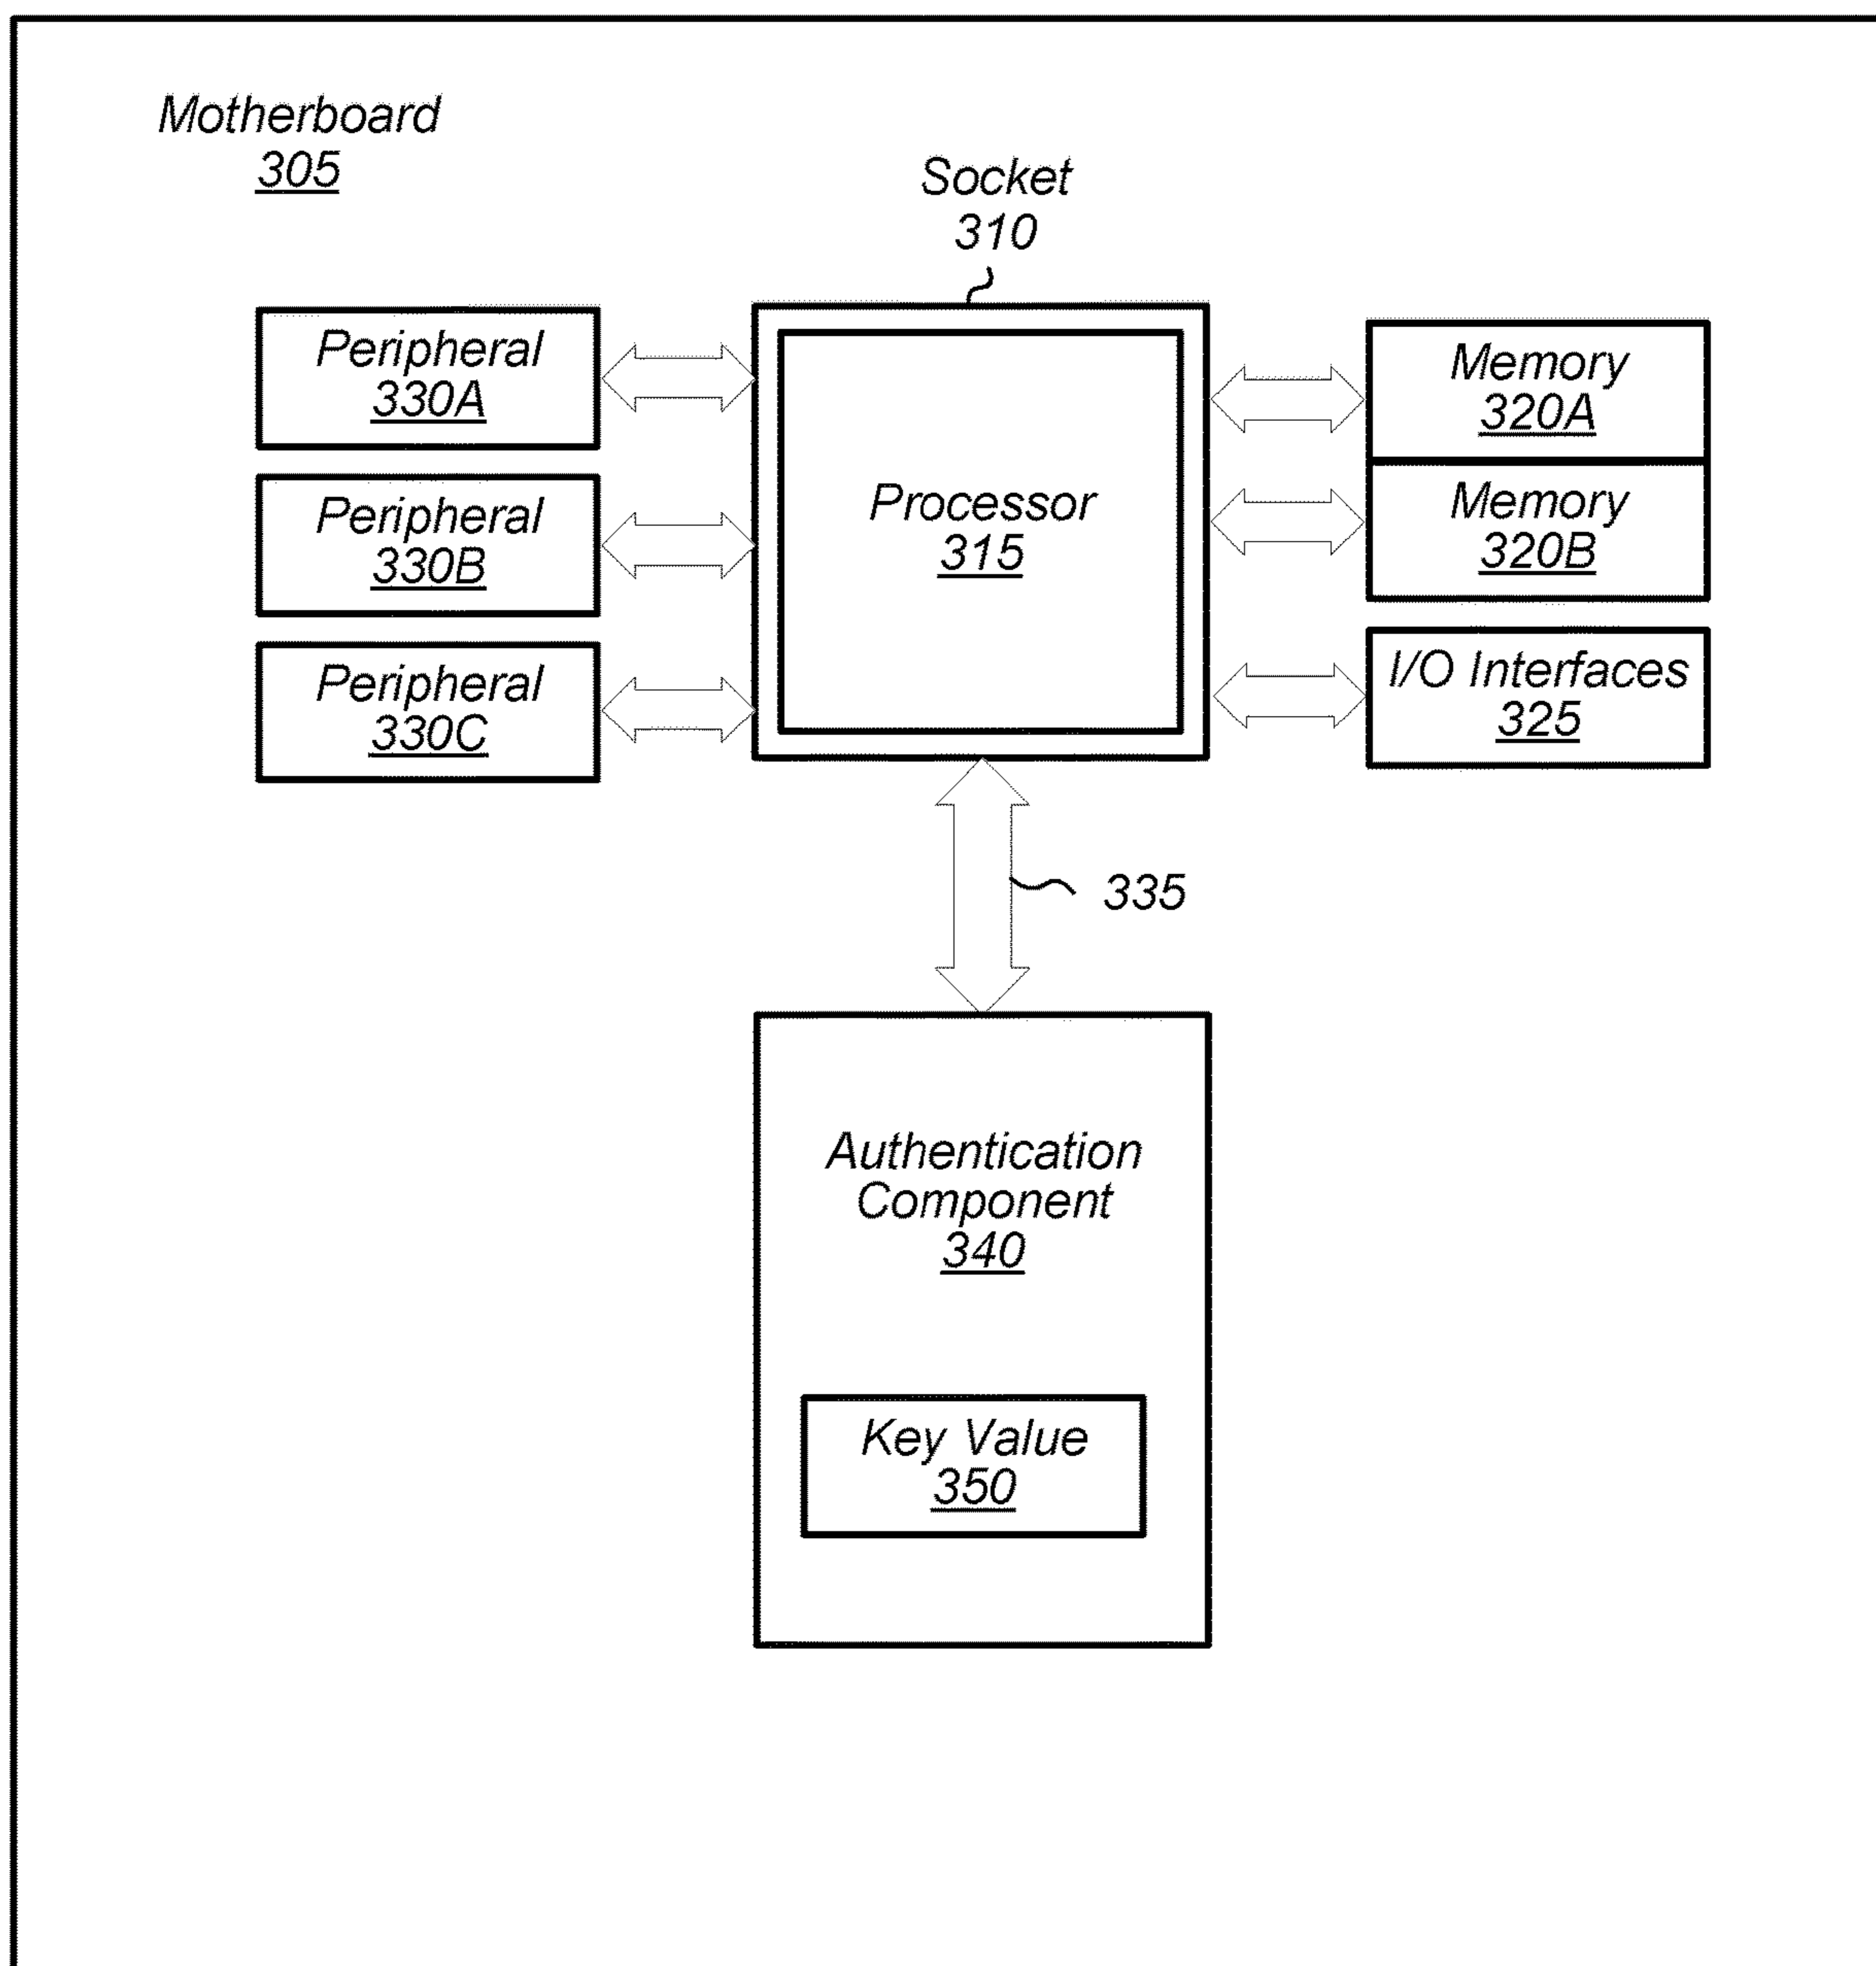 Motherboard
305
Socket
310
Peripheral
330A
Peripheral
330B
Peripheral
330C
Processor
315
Memory
320A
Memory
320B
I/O Interfaces
325
335
Authentication
Component
340
Key Value
350